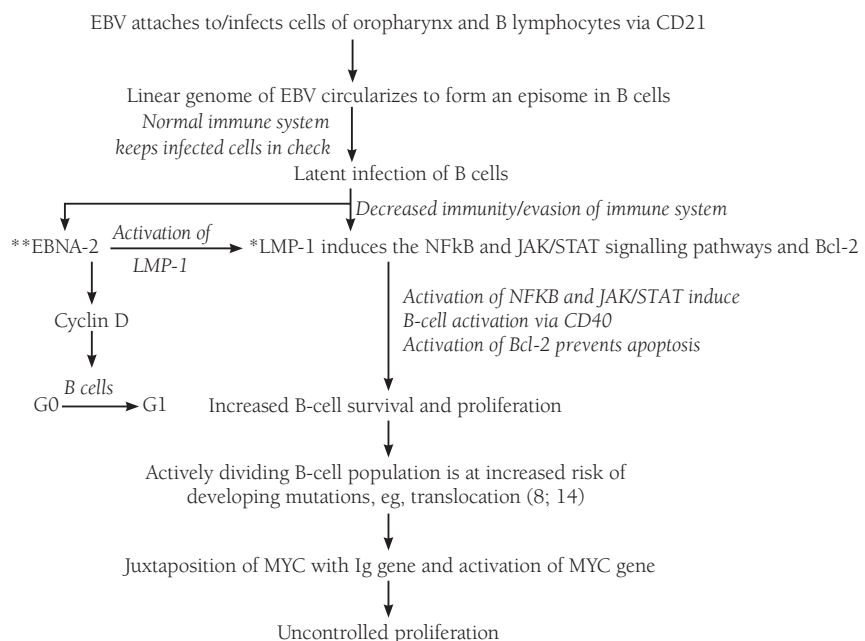 EBV attaches to/infects cells of oropharynx and B lymphocytes via CD21
Linear genome of EBV circularizes to form an episome in B cells
Normal immune system
keeps infected cells in check
Latent infection of B cells
Decreased immunity/evasion of immune system
**EBNA-2
Activation of
LMP-1
*LMP-1 induces the NFkB and JAK/STAT signalling pathways and Bcl-2
Activation of NFKB and JAK/STAT induce
B-cell activation via CD40
Activation of Bcl-2 prevents apoptosis
Cyclin D
B cells
G0
G1
Increased B-cell survival and proliferation
Actively dividing B-cell population is at increased risk of
developing mutations, eg, translocation (8; 14)
Juxtaposition of MYC with Ig gene and activation of MYC gene
Uncontrolled proliferation